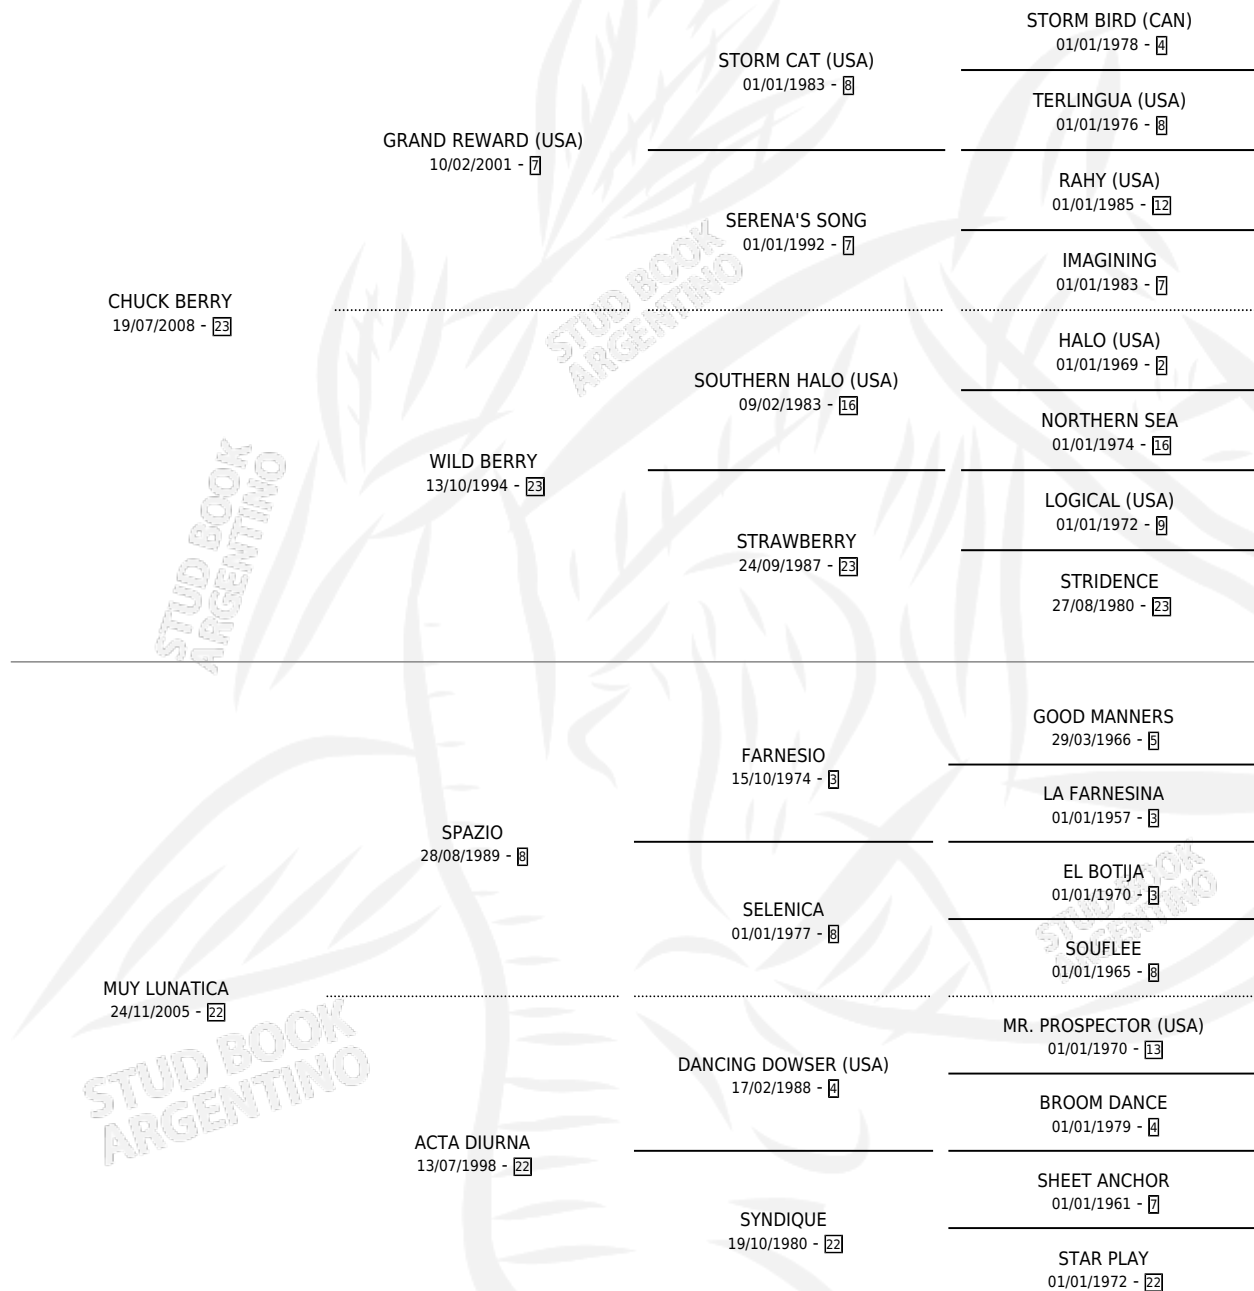 STORM BIRD (CAN)
01/01/1978 - 4
STORM CAT (USA)
01/01/1983 - 8
TERLINGUA (USA)
01/01/1976 - 8
GRAND REWARD (USA)
10/02/2001 - 7
RAHY (USA)
01/01/1985 - 12
SERENA'S SONG
01/01/1992 - 7
IMAGINING
01/01/1983 - 7
STUD BOOK
ARGENTINO
CHUCK BERRY
19/07/2008 - 23
HALO (USA)
01/01/1969 - 2
SOUTHERN HALO (USA)
09/02/1983 - 16
NORTHERN SEA
01/01/1974 - 16
WILD BERRY
13/10/1994 - 23
LOGICAL (USA)
01/01/1972 - 9
STRAWBERRY
24/09/1987 - 23
STRIDENCE
27/08/1980 - 23
STUD BOOK
ARGENTINO
GOOD MANNERS
29/03/1966 - 5
FARNESIO
15/10/1974 - 3
LA FARNESINA
01/01/1957 - 3
SPAZIO
28/08/1989 - 8
EL BOTIJA
01/01/1970 - 3
SELENICA
01/01/1977 - 8
SOUFLEE
01/01/1965 - 8
STUD BOOK
ARGENTINO
MUY LUNATICA
24/11/2005 - 22
MR. PROSPECTOR (USA)
01/01/1970 - 13
DANCING DOWSER (USA)
17/02/1988 - 4
BROOM DANCE
01/01/1979 - 4
STUD BOOK
ARGENTINO
ACTA DIURNA
13/07/1998 - 22
SHEET ANCHOR
01/01/1961 - 7
SYNDIQUE
19/10/1980 - 22
STAR PLAY
01/01/1972 - 22